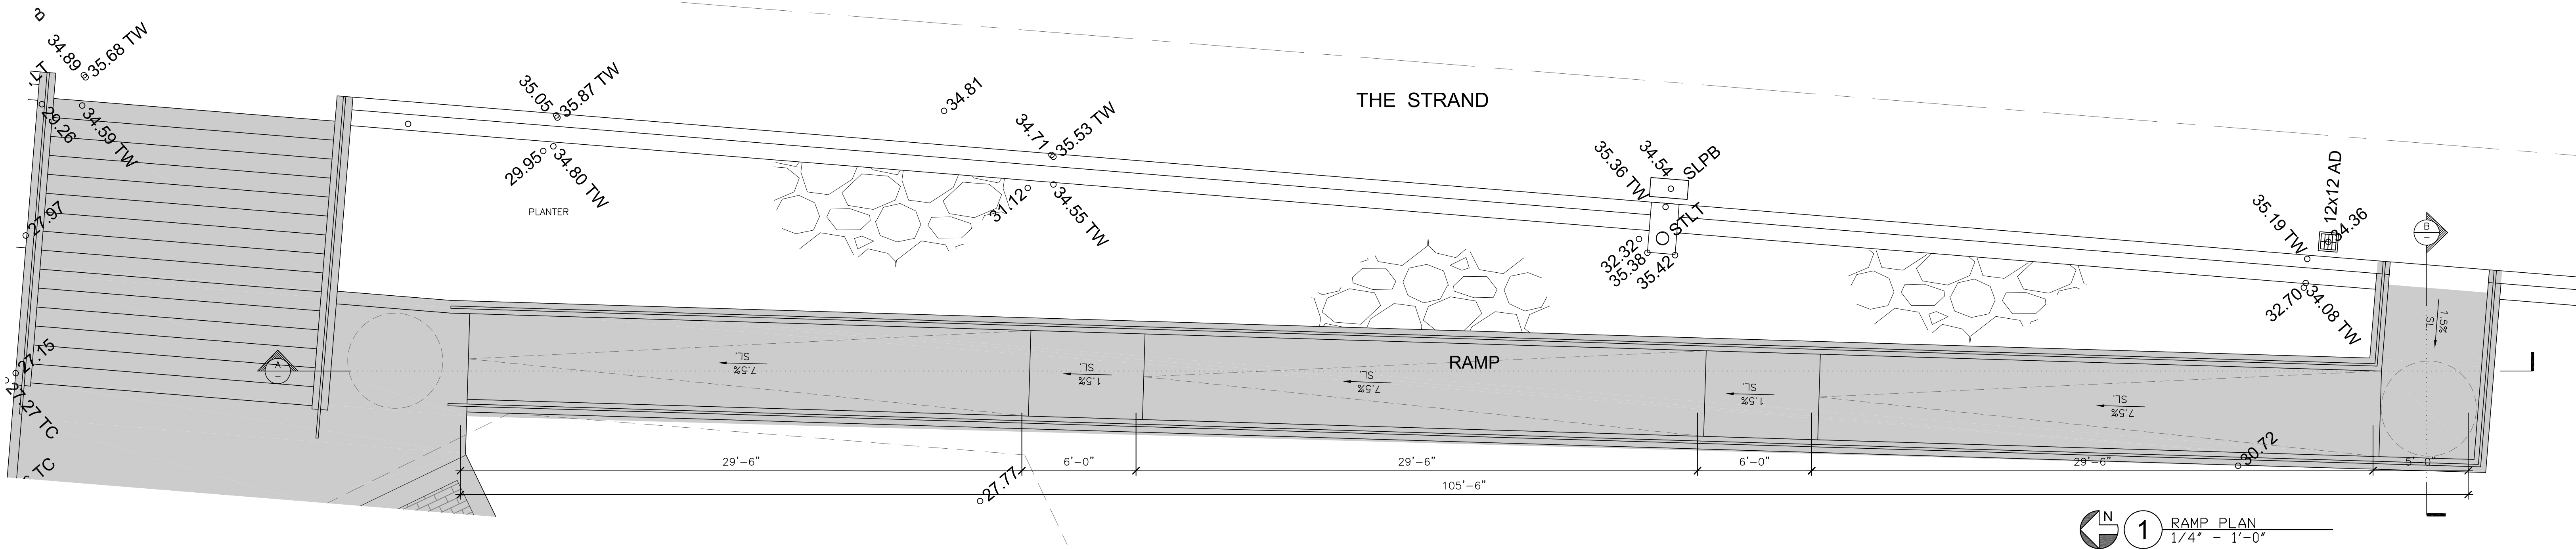 B
34.89
35.68 TW
LT
29.26
34.59 TW
27.97
27.15
27.27 TC
TC
A
–
35.05
35.87 TW
29.95
34.80 TW
PLANTER
34.81
34.71
35.53 TW
31.12
34.55 TW
THE STRAND
35.36 TW
34.54
SLPB
STLT
32.32
35.38
35.42
35.19 TW
12x12 AD
34.36
32.70
34.08 TW
B
–
1.5%
SL.
SL.
7.5%
SL.
1.5%
SL.
7.5%
RAMP
SL.
1.5%
SL.
7.5%
29'-6"
6'-0"
29'-6"
6'-0"
29'-6"
5'-0"
30.72
27.77
105'-6"
N
1
RAMP PLAN
1/4" - 1'-0"